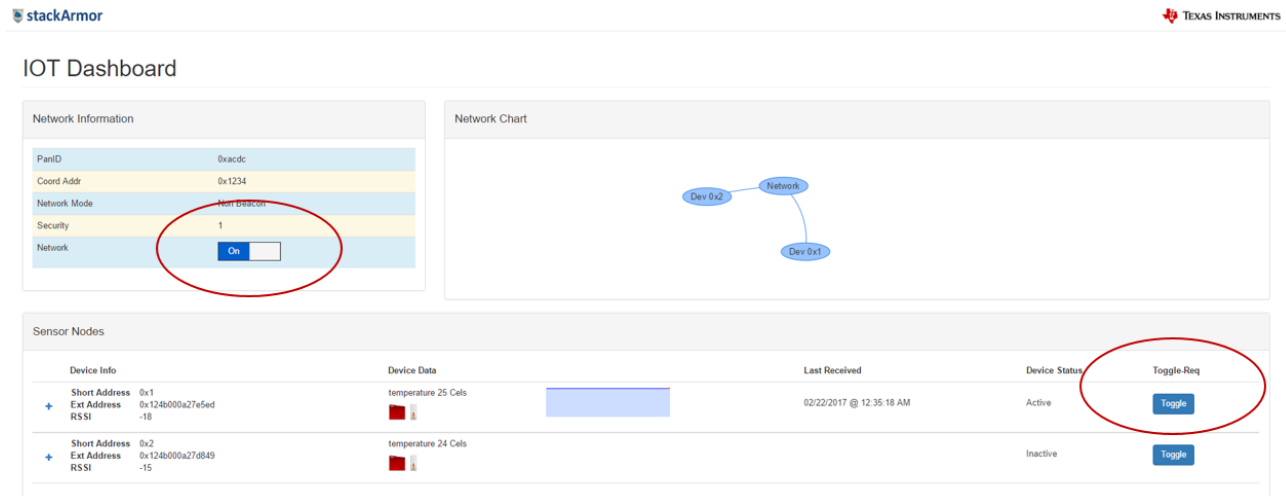 stackArmor
TEXAS INSTRUMENTS
IOT Dashboard
Network Information
PanID 0xacdc
Coord Addr 0x1234
Network Mode Non Beacon
Security 1
Network On
Network Chart
Network
Dev 0x2
Dev 0x1
Sensor Nodes
Device Info Device Data Last Received Device Status Toggle-Req
Short Address 0x1
Ext Address 0x124b000a27e5ed
RSSI -18
temperature 25 Cels
02/22/2017 @ 12:35:18 AM
Active
Toggle
Short Address 0x2
Ext Address 0x124b000a27d849
RSSI -15
temperature 24 Cels
Inactive
Toggle